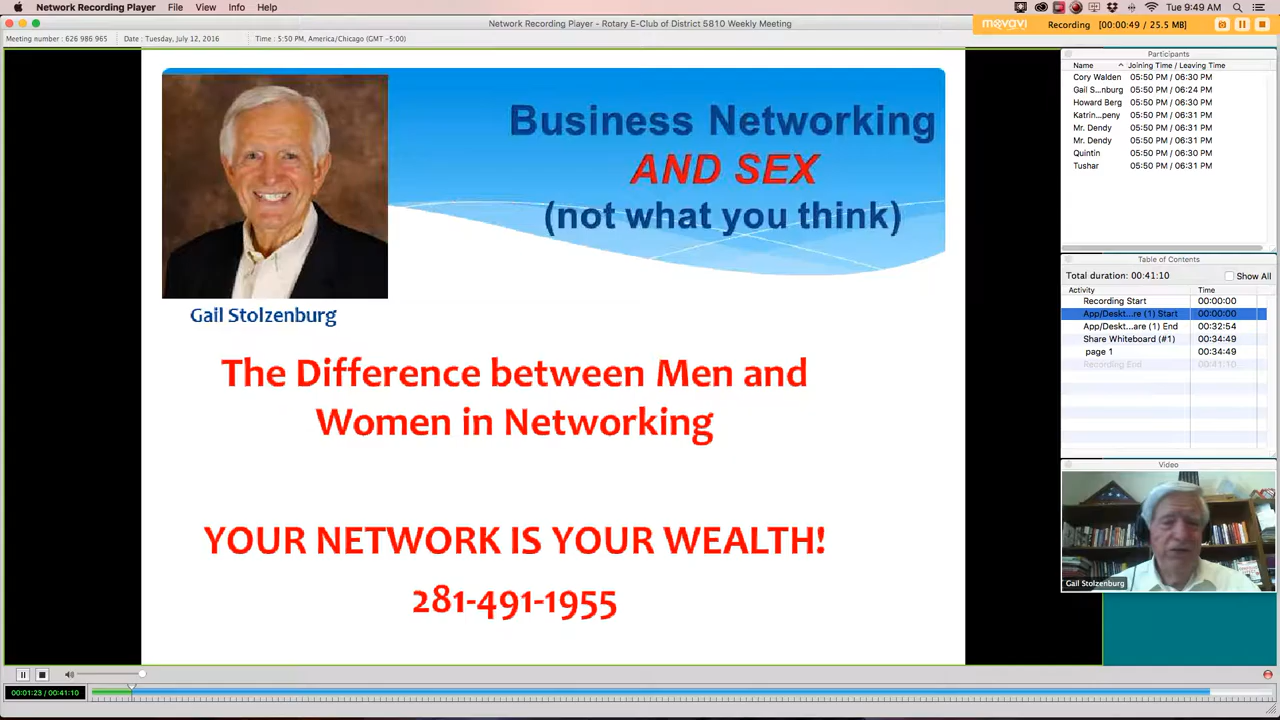 Network Recording Player File View Info Help
Tue 9:49 AM
Network Recording Player - Rotary E-Club of District 5810 Weekly Meeting
movavi Recording [00:00:49 / 25.5 MB]
Meeting number: 626 986 965 Date : Tuesday, July 12, 2016 Time : 5:50 PM, America/Chicago (GMT -5:00)
Business Networking
AND SEX
(not what you think)
Gail Stolzenburg
The Difference between Men and
Women in Networking
YOUR NETWORK IS YOUR WEALTH!
281-491-1955
Participants
Name Joining Time / Leaving Time
Cory Walden 05:50 PM / 06:30 PM
Gail S...nburg 05:50 PM / 06:24 PM
Howard Berg 05:50 PM / 06:30 PM
Katrin...peny 05:50 PM / 06:31 PM
Mr. Dendy 05:50 PM / 06:31 PM
Mr. Dendy 05:50 PM / 06:31 PM
Quintin 05:50 PM / 06:30 PM
Tushar 05:50 PM / 06:31 PM
Table of Contents
Total duration: 00:41:10 Show All
Activity Time
Recording Start 00:00:00
App/Deskt...re (1) Start 00:00:00
App/Deskt...are (1) End 00:32:54
Share Whiteboard (#1) 00:34:49
page 1 00:34:49
Recording End 00:41:10
Video
Gail Stolzenburg
00:01:23 / 00:41:10